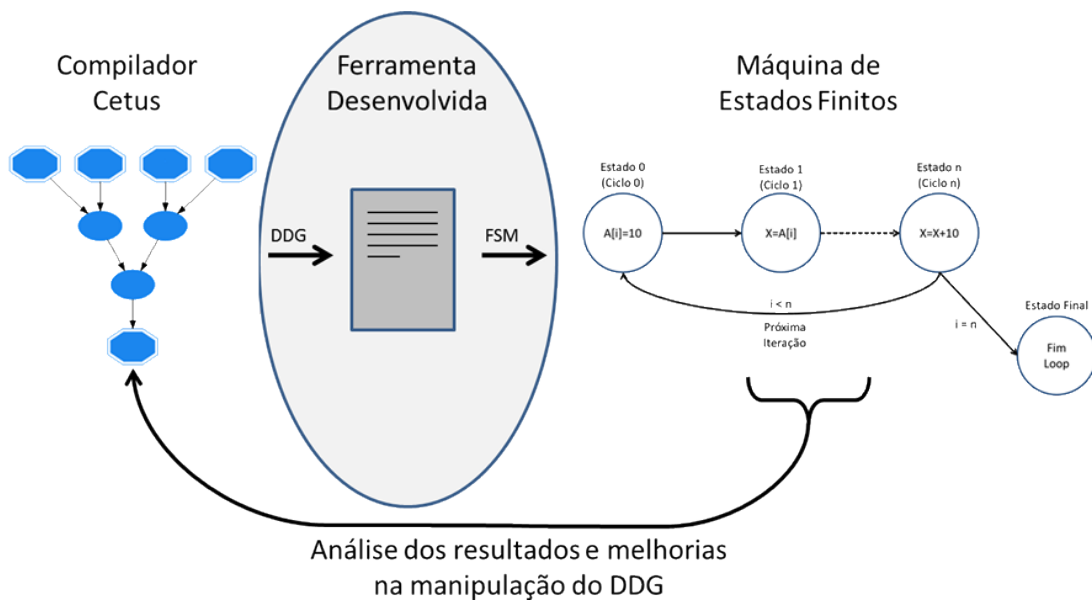 Compilador
Cetus
Ferramenta
Desenvolvida
Máquina de
Estados Finitos
DDG
FSM
Estado 0
(Ciclo 0)
Estado 1
(Ciclo 1)
Estado n
(Ciclo n)
A[i]=10
X=A[i]
X=X+10
i < n
Próxima
Iteração
i = n
Estado Final
Fim
Loop
Análise dos resultados e melhorias
na manipulação do DDG